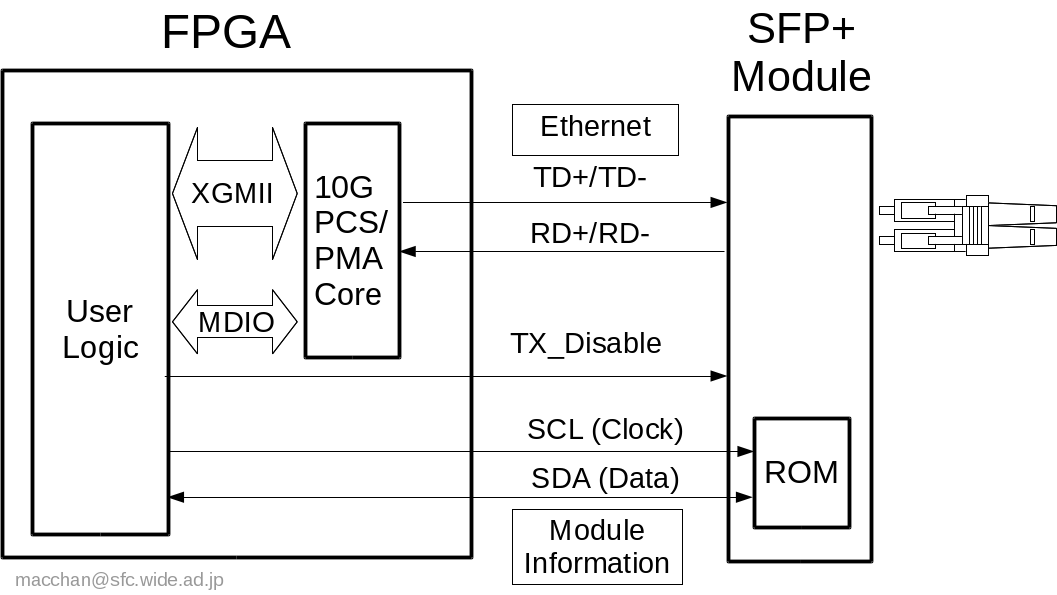 FPGA
SFP+
Module
Ethernet
TD+/TD-
RD+/RD-
XGMII
10G
PCS/
PMA
Core
MDIO
User
Logic
TX_Disable
SCL (Clock)
SDA (Data)
ROM
Module
Information
macchan@sfc.wide.ad.jp